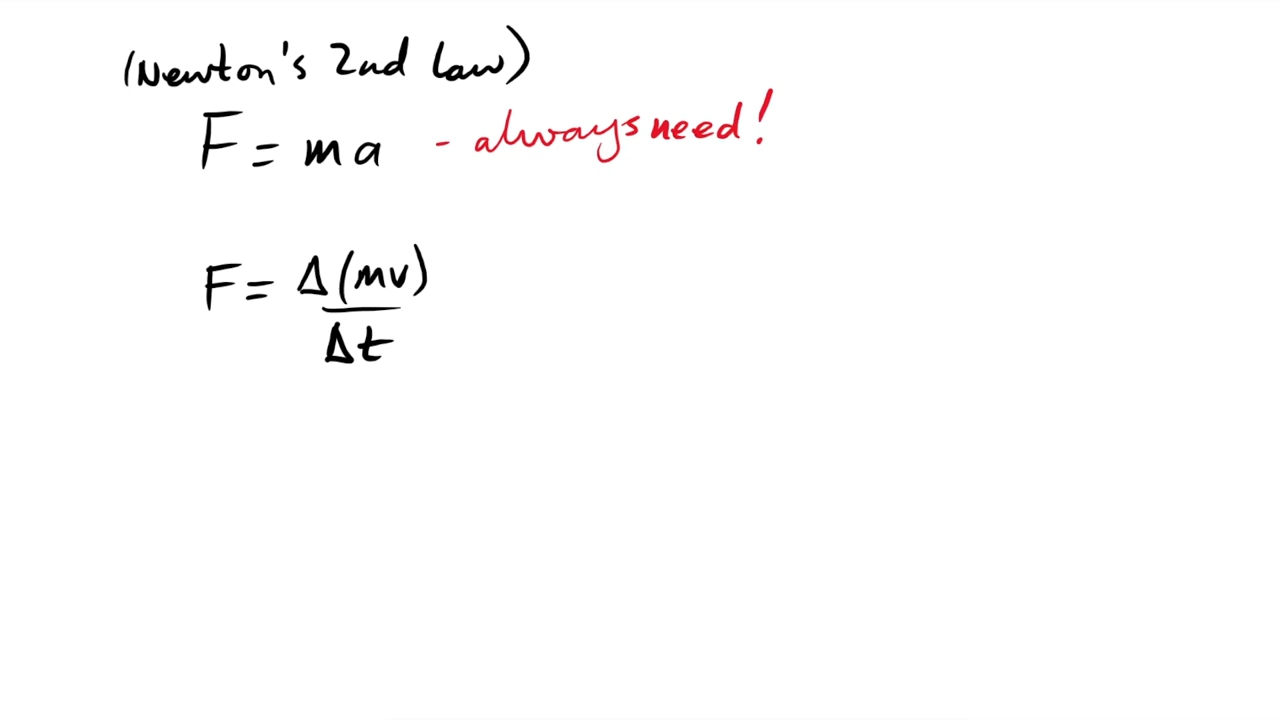 (Newton's 2nd Law)
F = ma - always need!
F = Δ(mv)
Δt